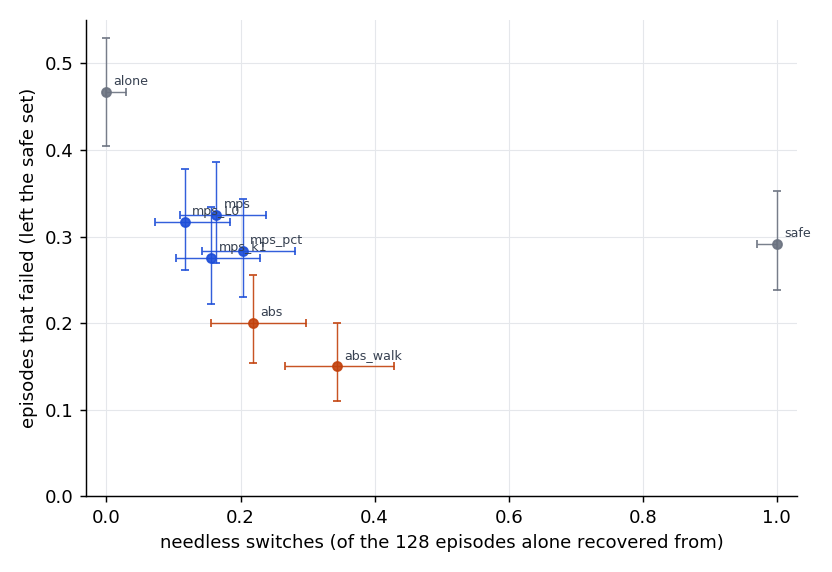 episodes that failed (left the safe set)
0.5
0.4
0.3
0.2
0.1
0.0
alone
mps
mps_L0
mps_pct
mps_k1
safe
abs
abs_walk
0.0 0.2 0.4 0.6 0.8 1.0
needless switches (of the 128 episodes alone recovered from)